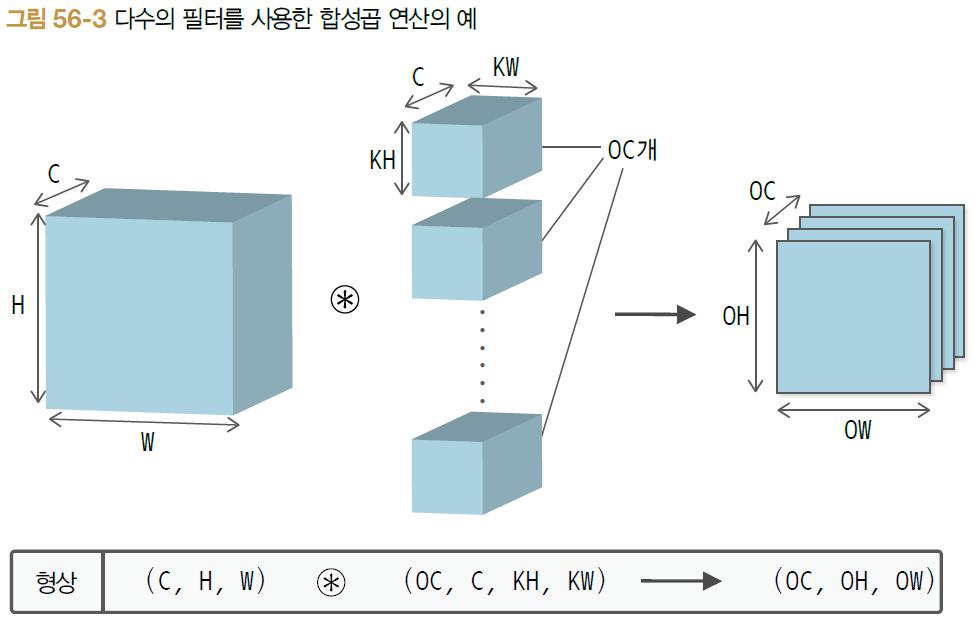 그림 56-3 다수의 필터를 사용한 합성곱 연산의 예
C
KW
KH
OC개
C
H
W
OC
OH
OW
형상 (C, H, W) ⊛ (OC, C, KH, KW) → (OC, OH, OW)